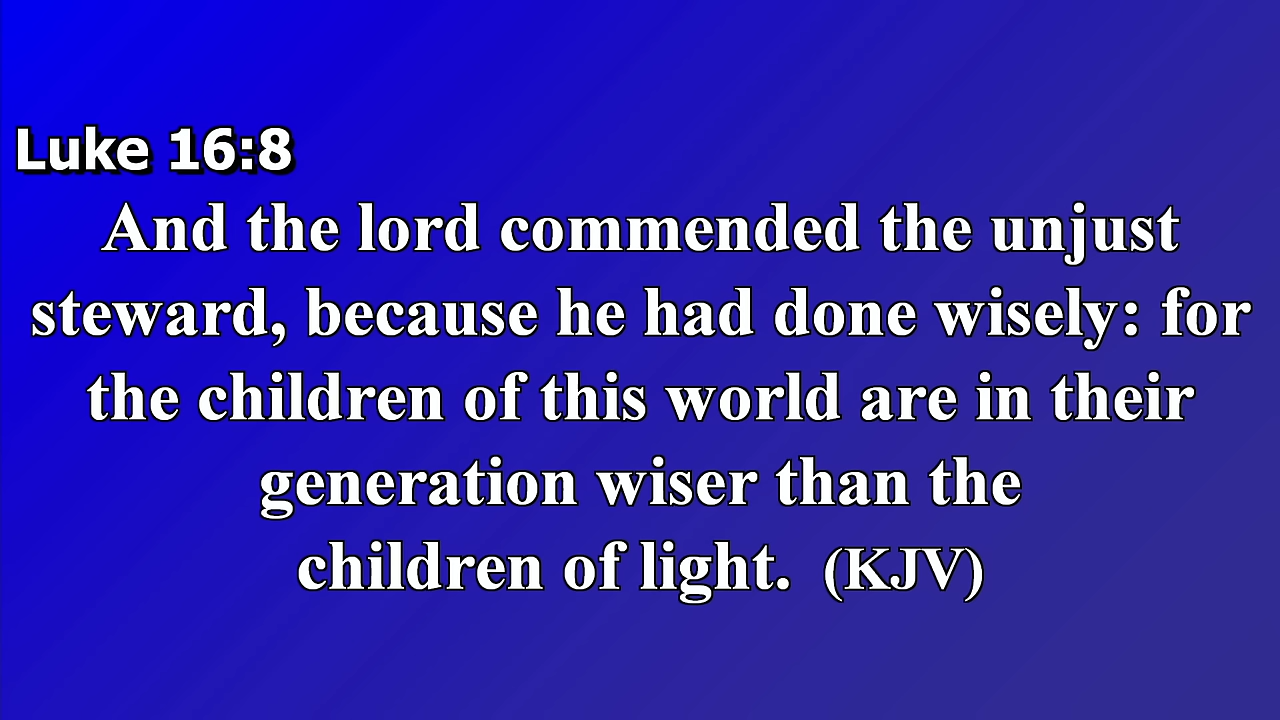 Luke 16:8
And the lord commended the unjust
steward, because he had done wisely: for
the children of this world are in their
generation wiser than the
children of light. (KJV)